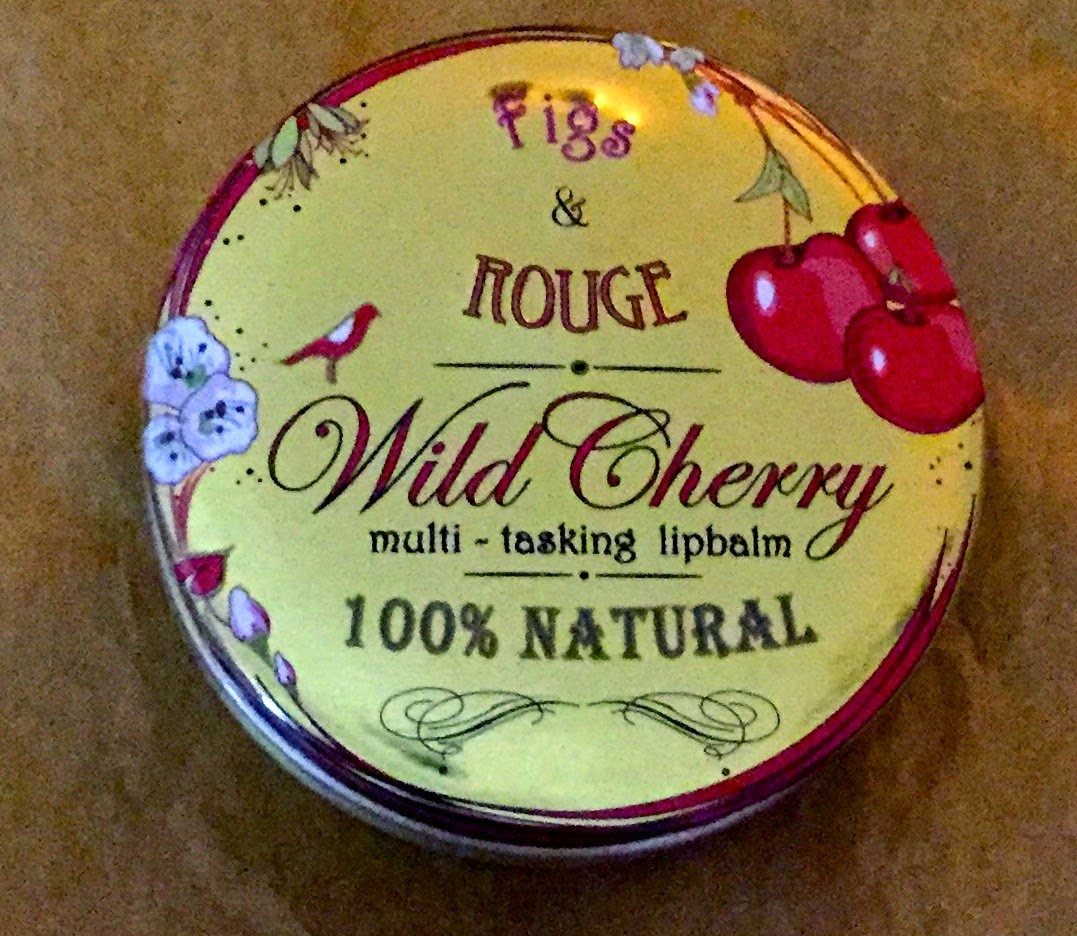 Figs
&
ROUGE
Wild Cherry
multi - tasking lipbalm
100% NATURAL